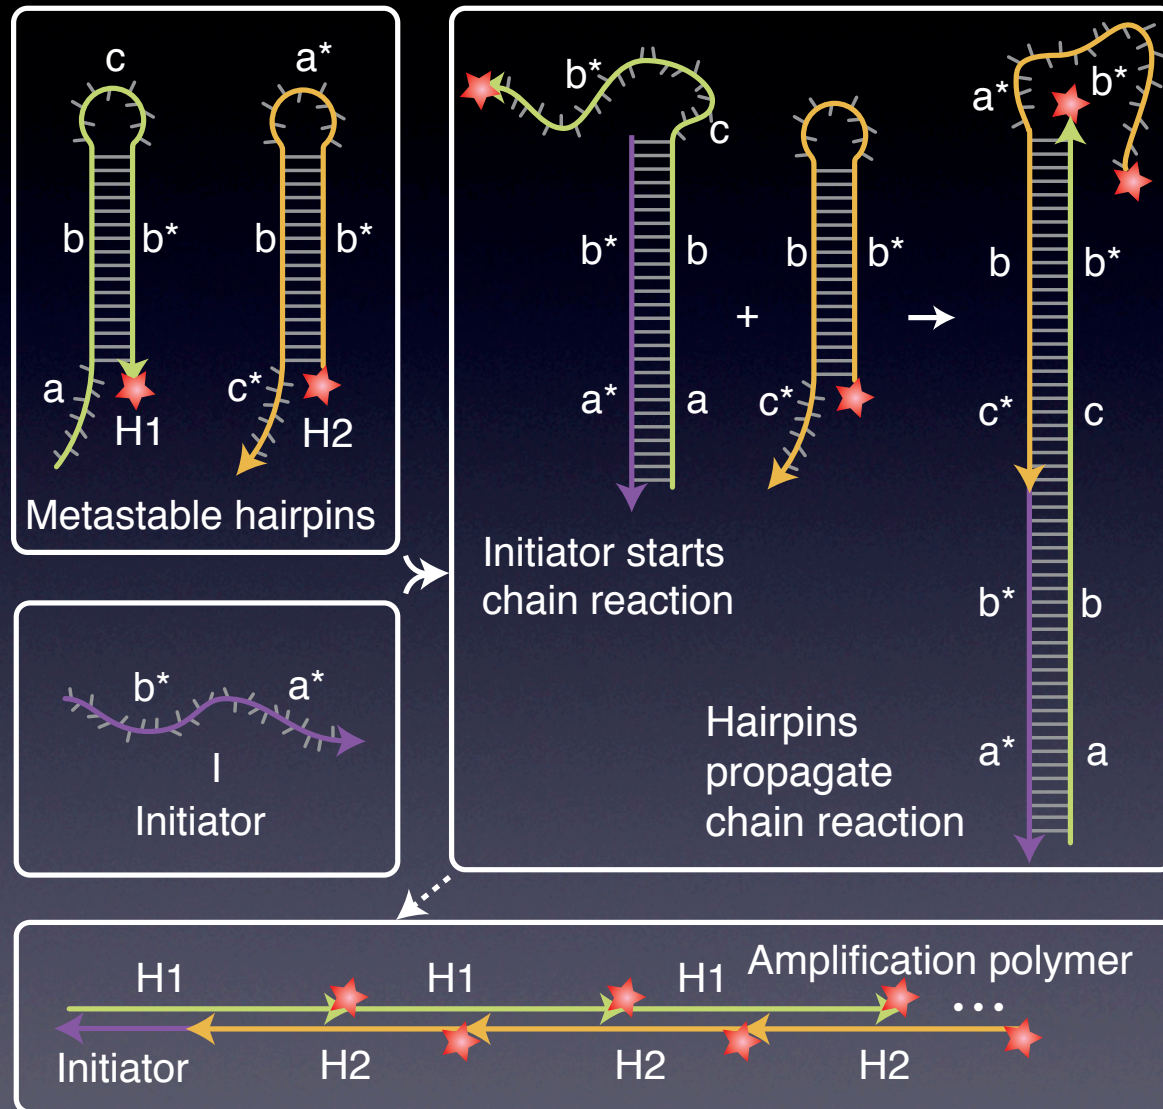 c
a*
b
b*
b
b*
a
c*
H1
H2
Metastable hairpins
b*
a*
I
Initiator
b*
c
b*
b
a*
a
Initiator starts
chain reaction
+
b
b*
c*
a*
b*
b
b*
c*
c
b*
b
a*
a
Hairpins
propagate
chain reaction
H1
H1
H1
Amplification polymer
...
Initiator
H2
H2
H2